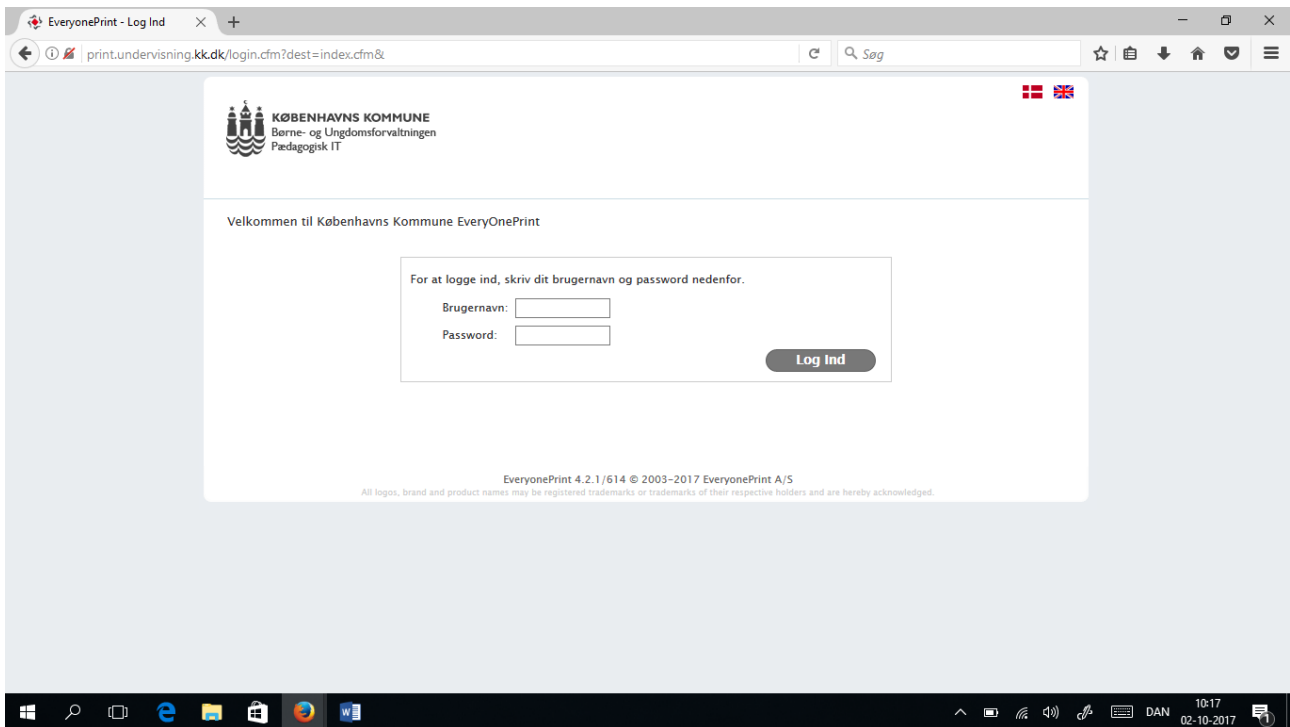 EveryonePrint - Log Ind
print.undervisning.kk.dk/login.cfm?dest=index.cfm&
Søg
KØBENHAVNS KOMMUNE
Børne- og Ungdomsforvaltningen
Pædagogisk IT
Velkommen til Københavns Kommune EveryOnePrint
For at logge ind, skriv dit brugernavn og password nedenfor.
Brugernavn:
Password:
Log Ind
EveryonePrint 4.2.1/614 © 2003-2017 EveryonePrint A/S
All logos, brand and product names may be registered trademarks or trademarks of their respective holders and are hereby acknowledged.
DAN
10:17
02-10-2017
1